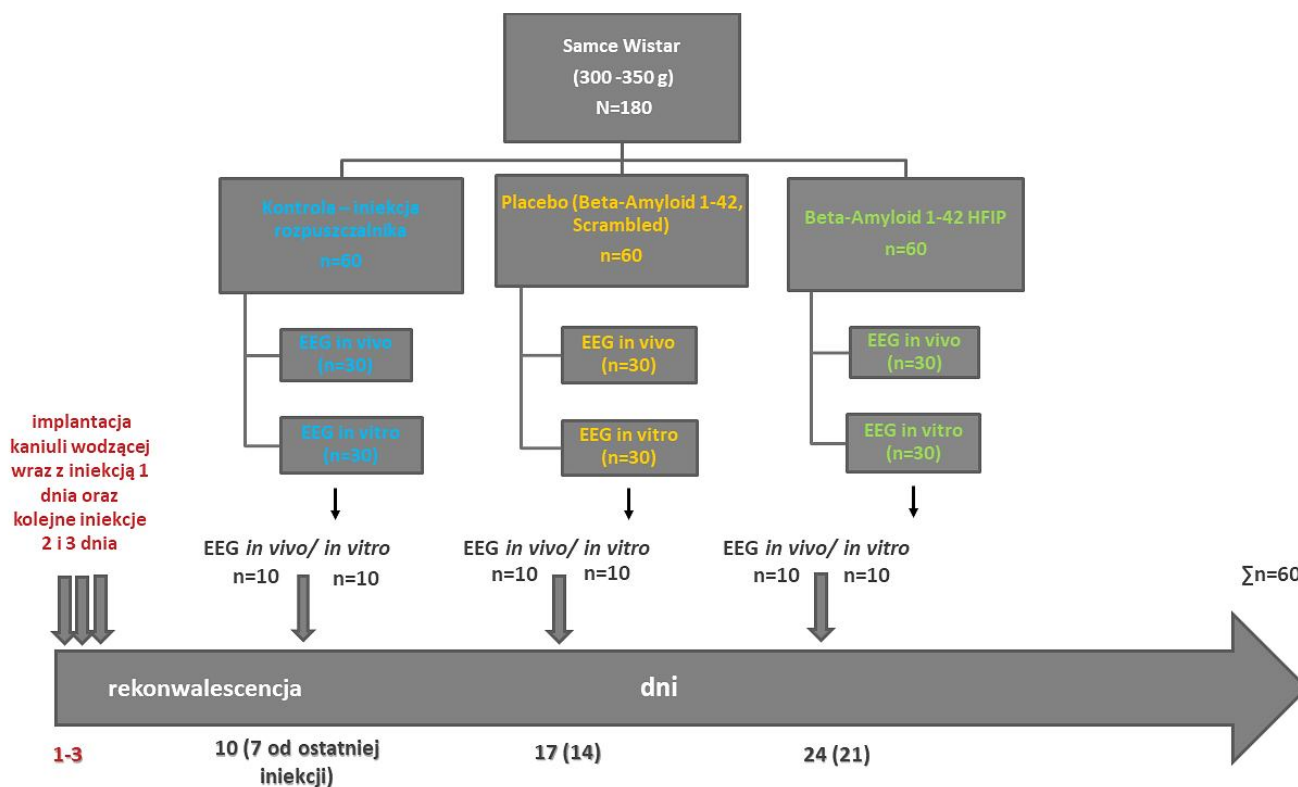 Samce Wistar
(300 -350 g)
N=180
Kontrola – iniekcja
rozpuszczalnika
n=60
Placebo (Beta-Amyloid 1-42,
Scrambled)
n=60
Beta-Amyloid 1-42 HFIP
n=60
EEG in vivo
(n=30)
EEG in vivo
(n=30)
EEG in vivo
(n=30)
EEG in vitro
(n=30)
EEG in vitro
(n=30)
EEG in vitro
(n=30)
implantacja
kaniuli wodzącej
wraz z iniekcją 1
dnia oraz
kolejne iniekcje
2 i 3 dnia
EEG in vivo/ in vitro
n=10 n=10
EEG in vivo/ in vitro
n=10 n=10
EEG in vivo/ in vitro
n=10 n=10
∑n=60
rekonwalescencja
dni
1-3
10 (7 od ostatniej
iniekcji)
17 (14)
24 (21)